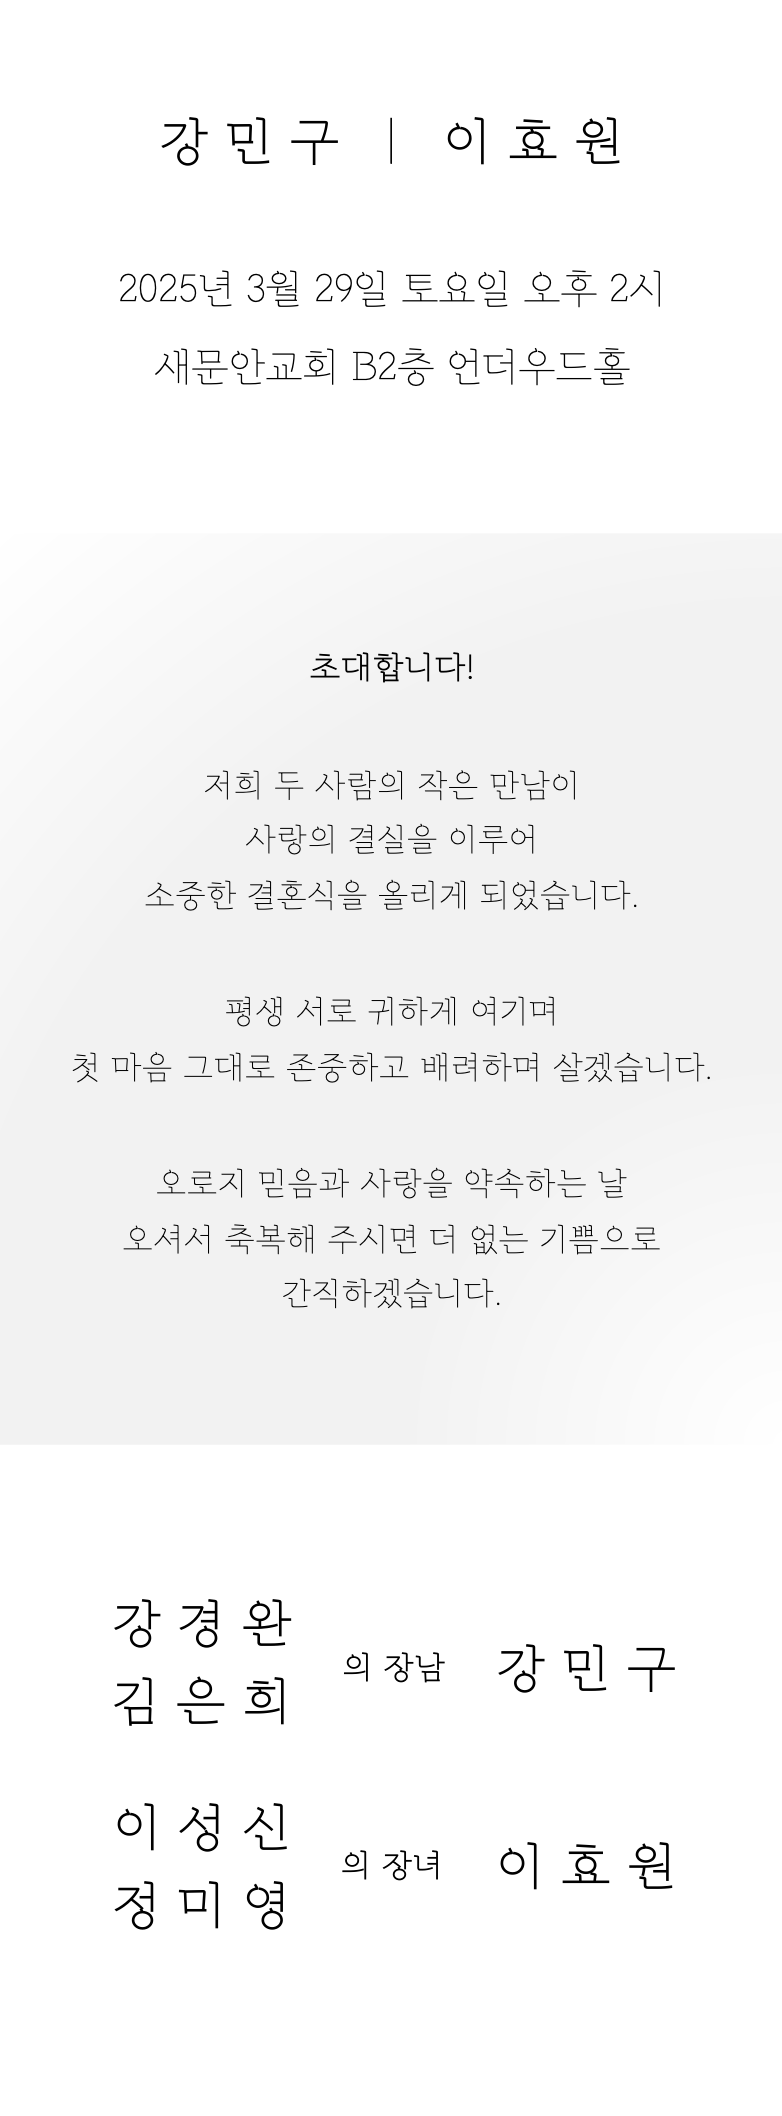 강민구 | 이효원
2025년 3월 29일 토요일 오후 2시
새문안교회 B2층 언더우드홀
초대합니다!
저희 두 사람의 작은 만남이
사랑의 결실을 이루어
소중한 결혼식을 올리게 되었습니다.
평생 서로 귀하게 여기며
첫 마음 그대로 존중하고 배려하며 살겠습니다.
오로지 믿음과 사랑을 약속하는 날
오셔서 축복해 주시면 더 없는 기쁨으로
간직하겠습니다.
강경완
김은희
의 장남 강민구
이성신
정미영
의 장녀 이효원